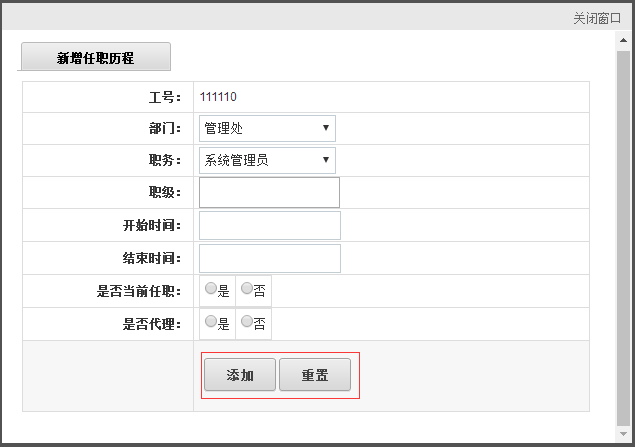 关闭窗口
新增任职历程
工号： 111110
部门： 管理处
职务： 系统管理员
职级：
开始时间：
结束时间：
是否当前任职： 是 否
是否代理： 是 否
添加 重置